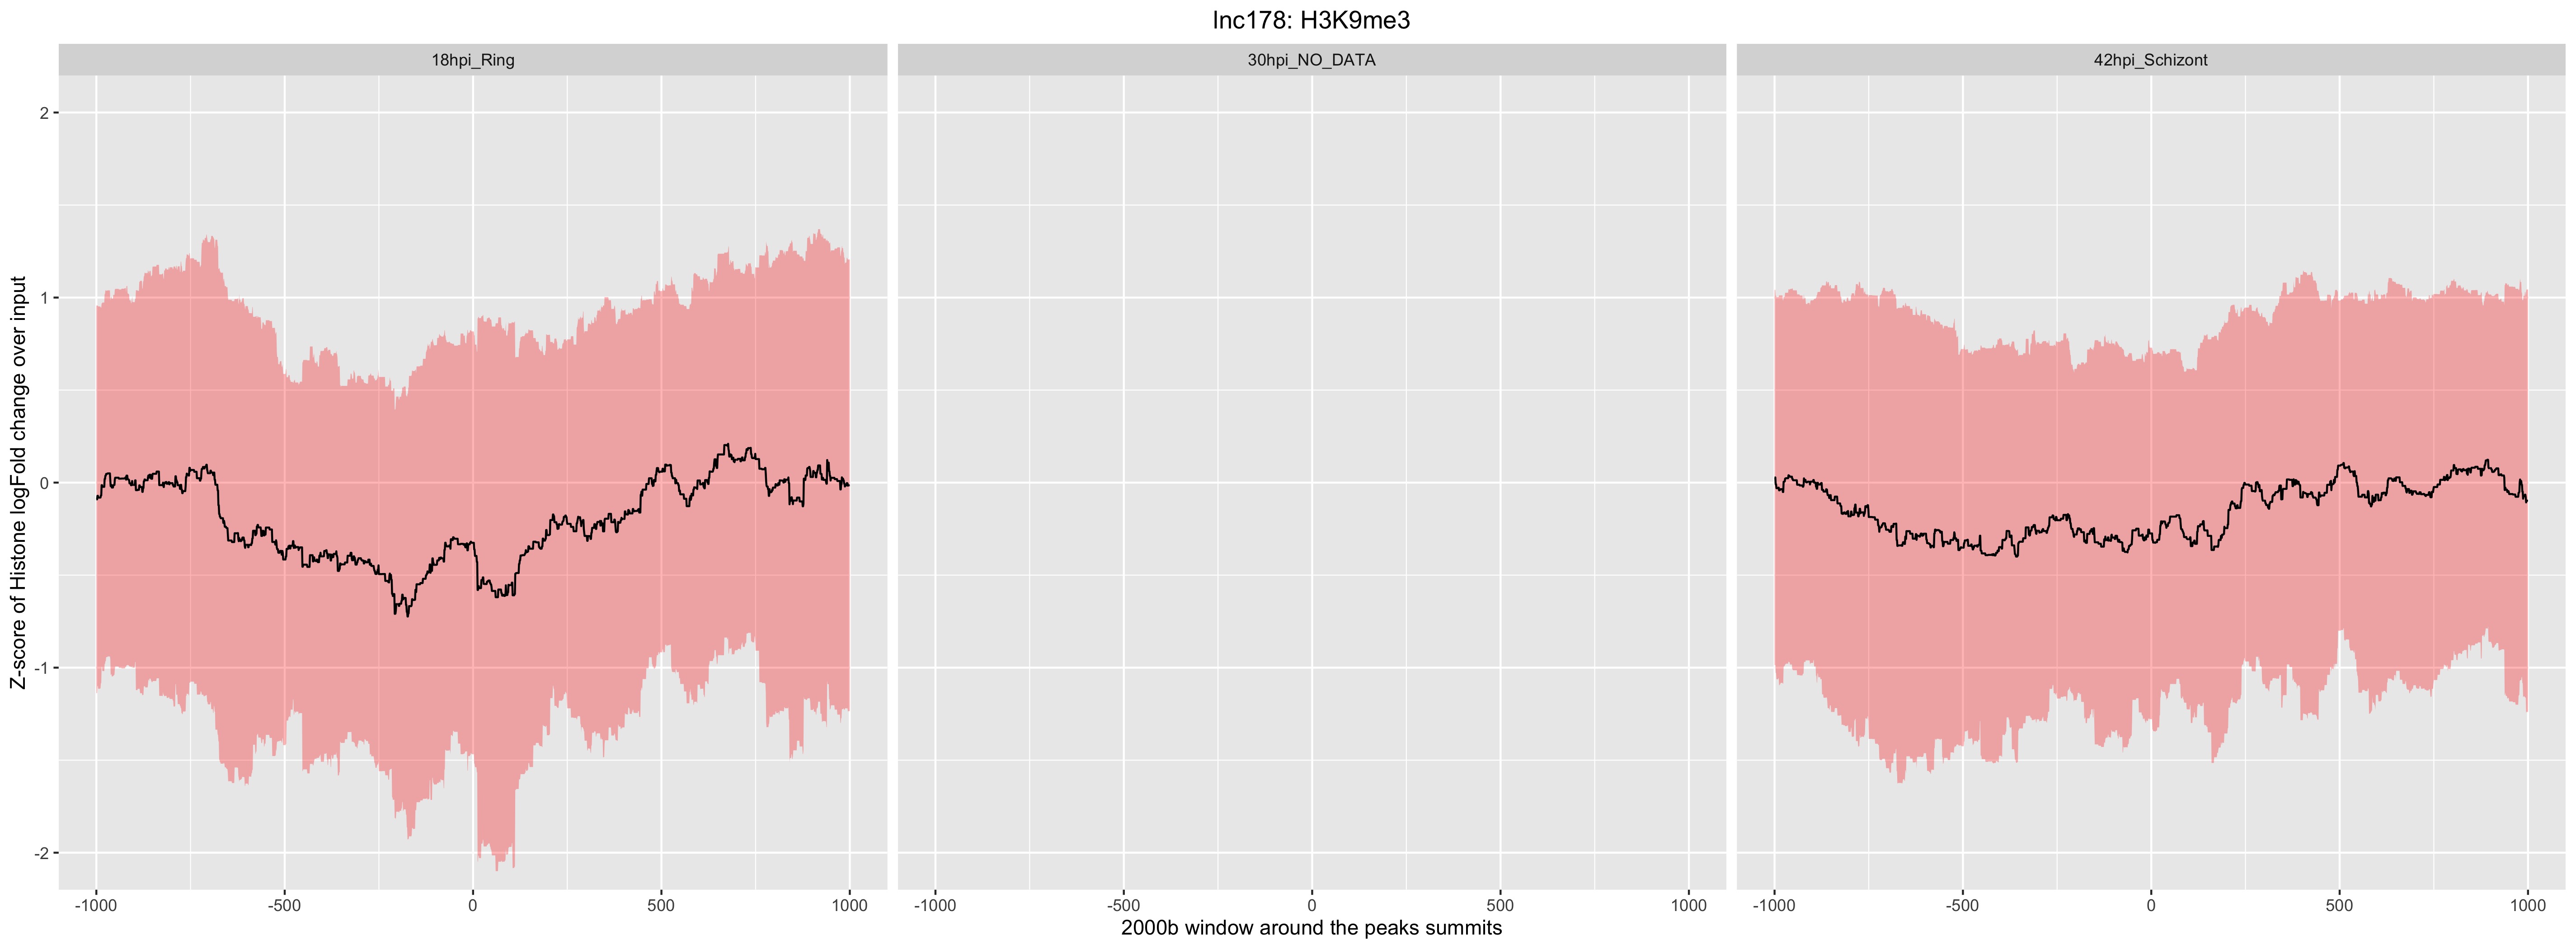 lnc178: H3K9me3
18hpi_Ring
30hpi_NO_DATA
42hpi_Schizont
Z-score of Histone logFold change over input
2
1
0
-1
-2
-1000 -500 0 500 1000
-1000 -500 0 500 1000
-1000 -500 0 500 1000
2000b window around the peaks summits